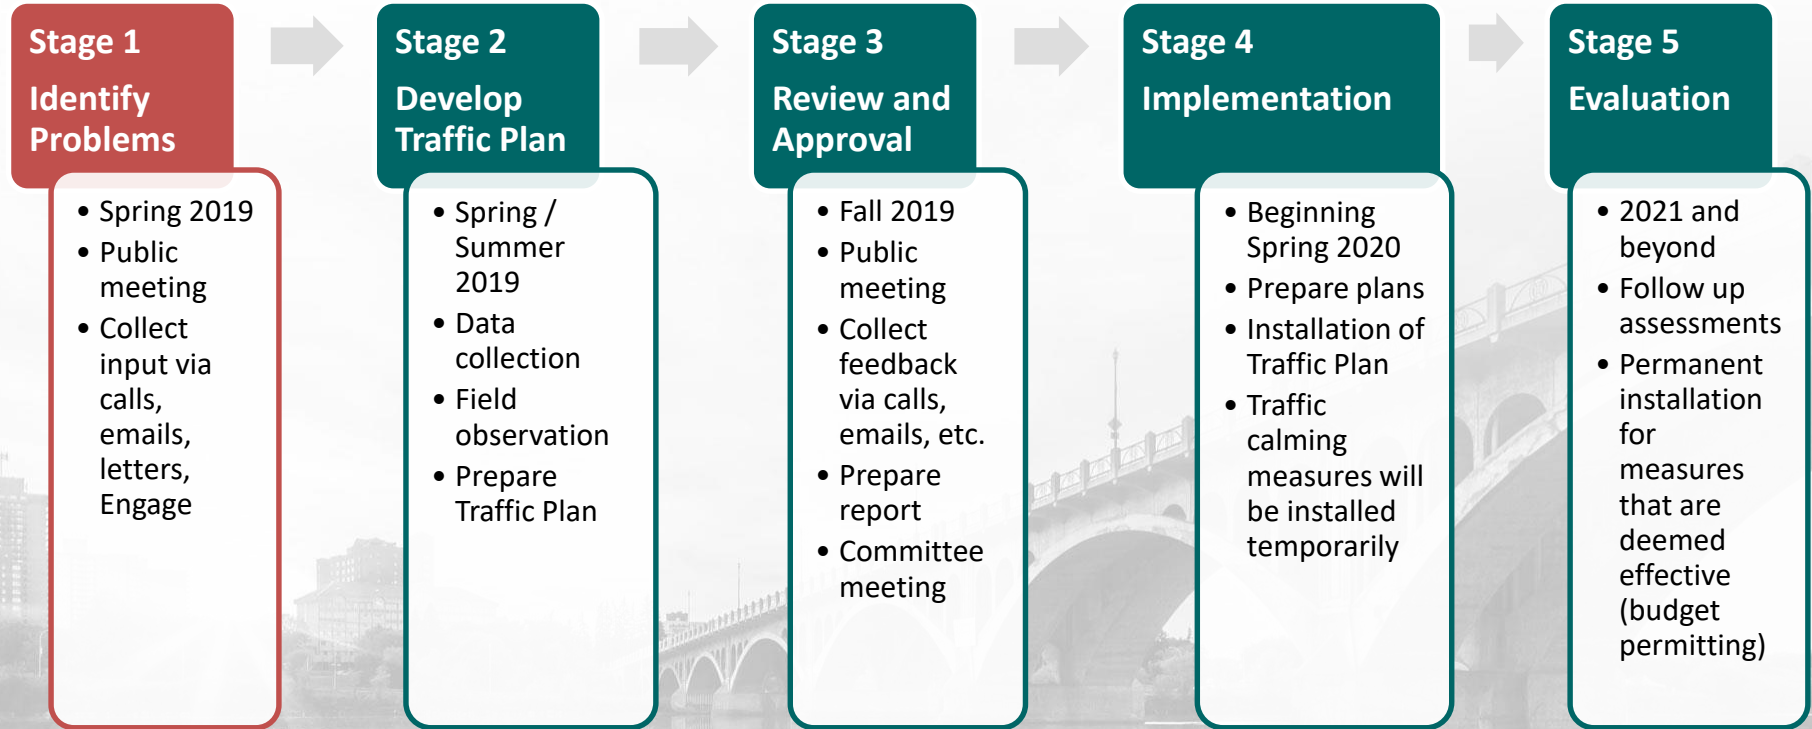 Stage 1
Identify
Problems
• Spring 2019
• Public
meeting
• Collect
input via
calls,
emails,
letters,
Engage
Stage 2
Develop
Traffic Plan
• Spring /
Summer
2019
• Data
collection
• Field
observation
• Prepare
Traffic Plan
Stage 3
Review and
Approval
• Fall 2019
• Public
meeting
• Collect
feedback
via calls,
emails, etc.
• Prepare
report
• Committee
meeting
Stage 4
Implementation
• Beginning
Spring 2020
• Prepare plans
• Installation of
Traffic Plan
• Traffic
calming
measures will
be installed
temporarily
Stage 5
Evaluation
• 2021 and
beyond
• Follow up
assessments
• Permanent
installation
for
measures
that are
deemed
effective
(budget
permitting)